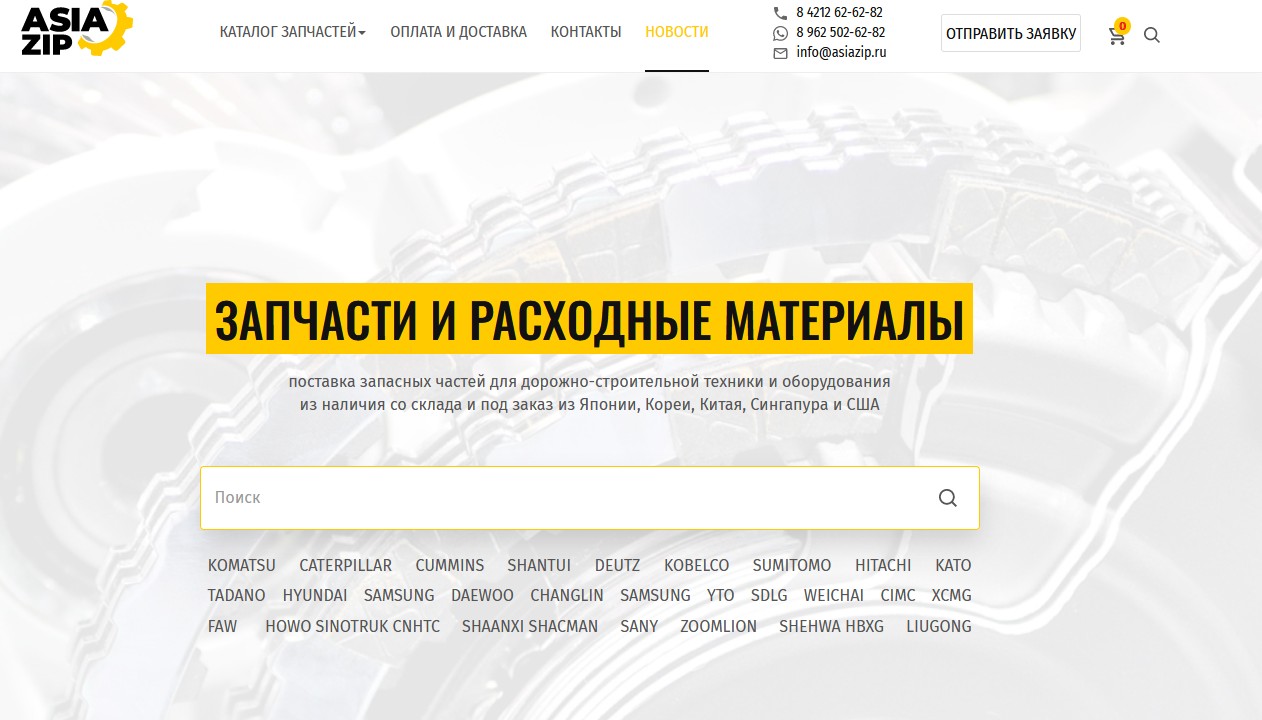 ASIA
ZIP
КАТАЛОГ ЗАПЧАСТЕЙ
ОПЛАТА И ДОСТАВКА
КОНТАКТЫ
НОВОСТИ
8 4212 62-62-82
8 962 502-62-82
info@asiazip.ru
ОТПРАВИТЬ ЗАЯВКУ
0
ЗАПЧАСТИ И РАСХОДНЫЕ МАТЕРИАЛЫ
поставка запасных частей для дорожно-строительной техники и оборудования
из наличия со склада и под заказ из Японии, Кореи, Китая, Сингапура и США
Поиск
KOMATSU CATERPILLAR CUMMINS SHANTUI DEUTZ KOBELCO SUMITOMO HITACHI KATO
TADANO HYUNDAI SAMSUNG DAEWOO CHANGLIN SAMSUNG YTO SDLG WEICHAI CIMC XCMG
FAW HOWO SINOTRUK CNHTC SHAANXI SHACMAN SANY ZOOMLION SHEHWA HBXG LIUGONG